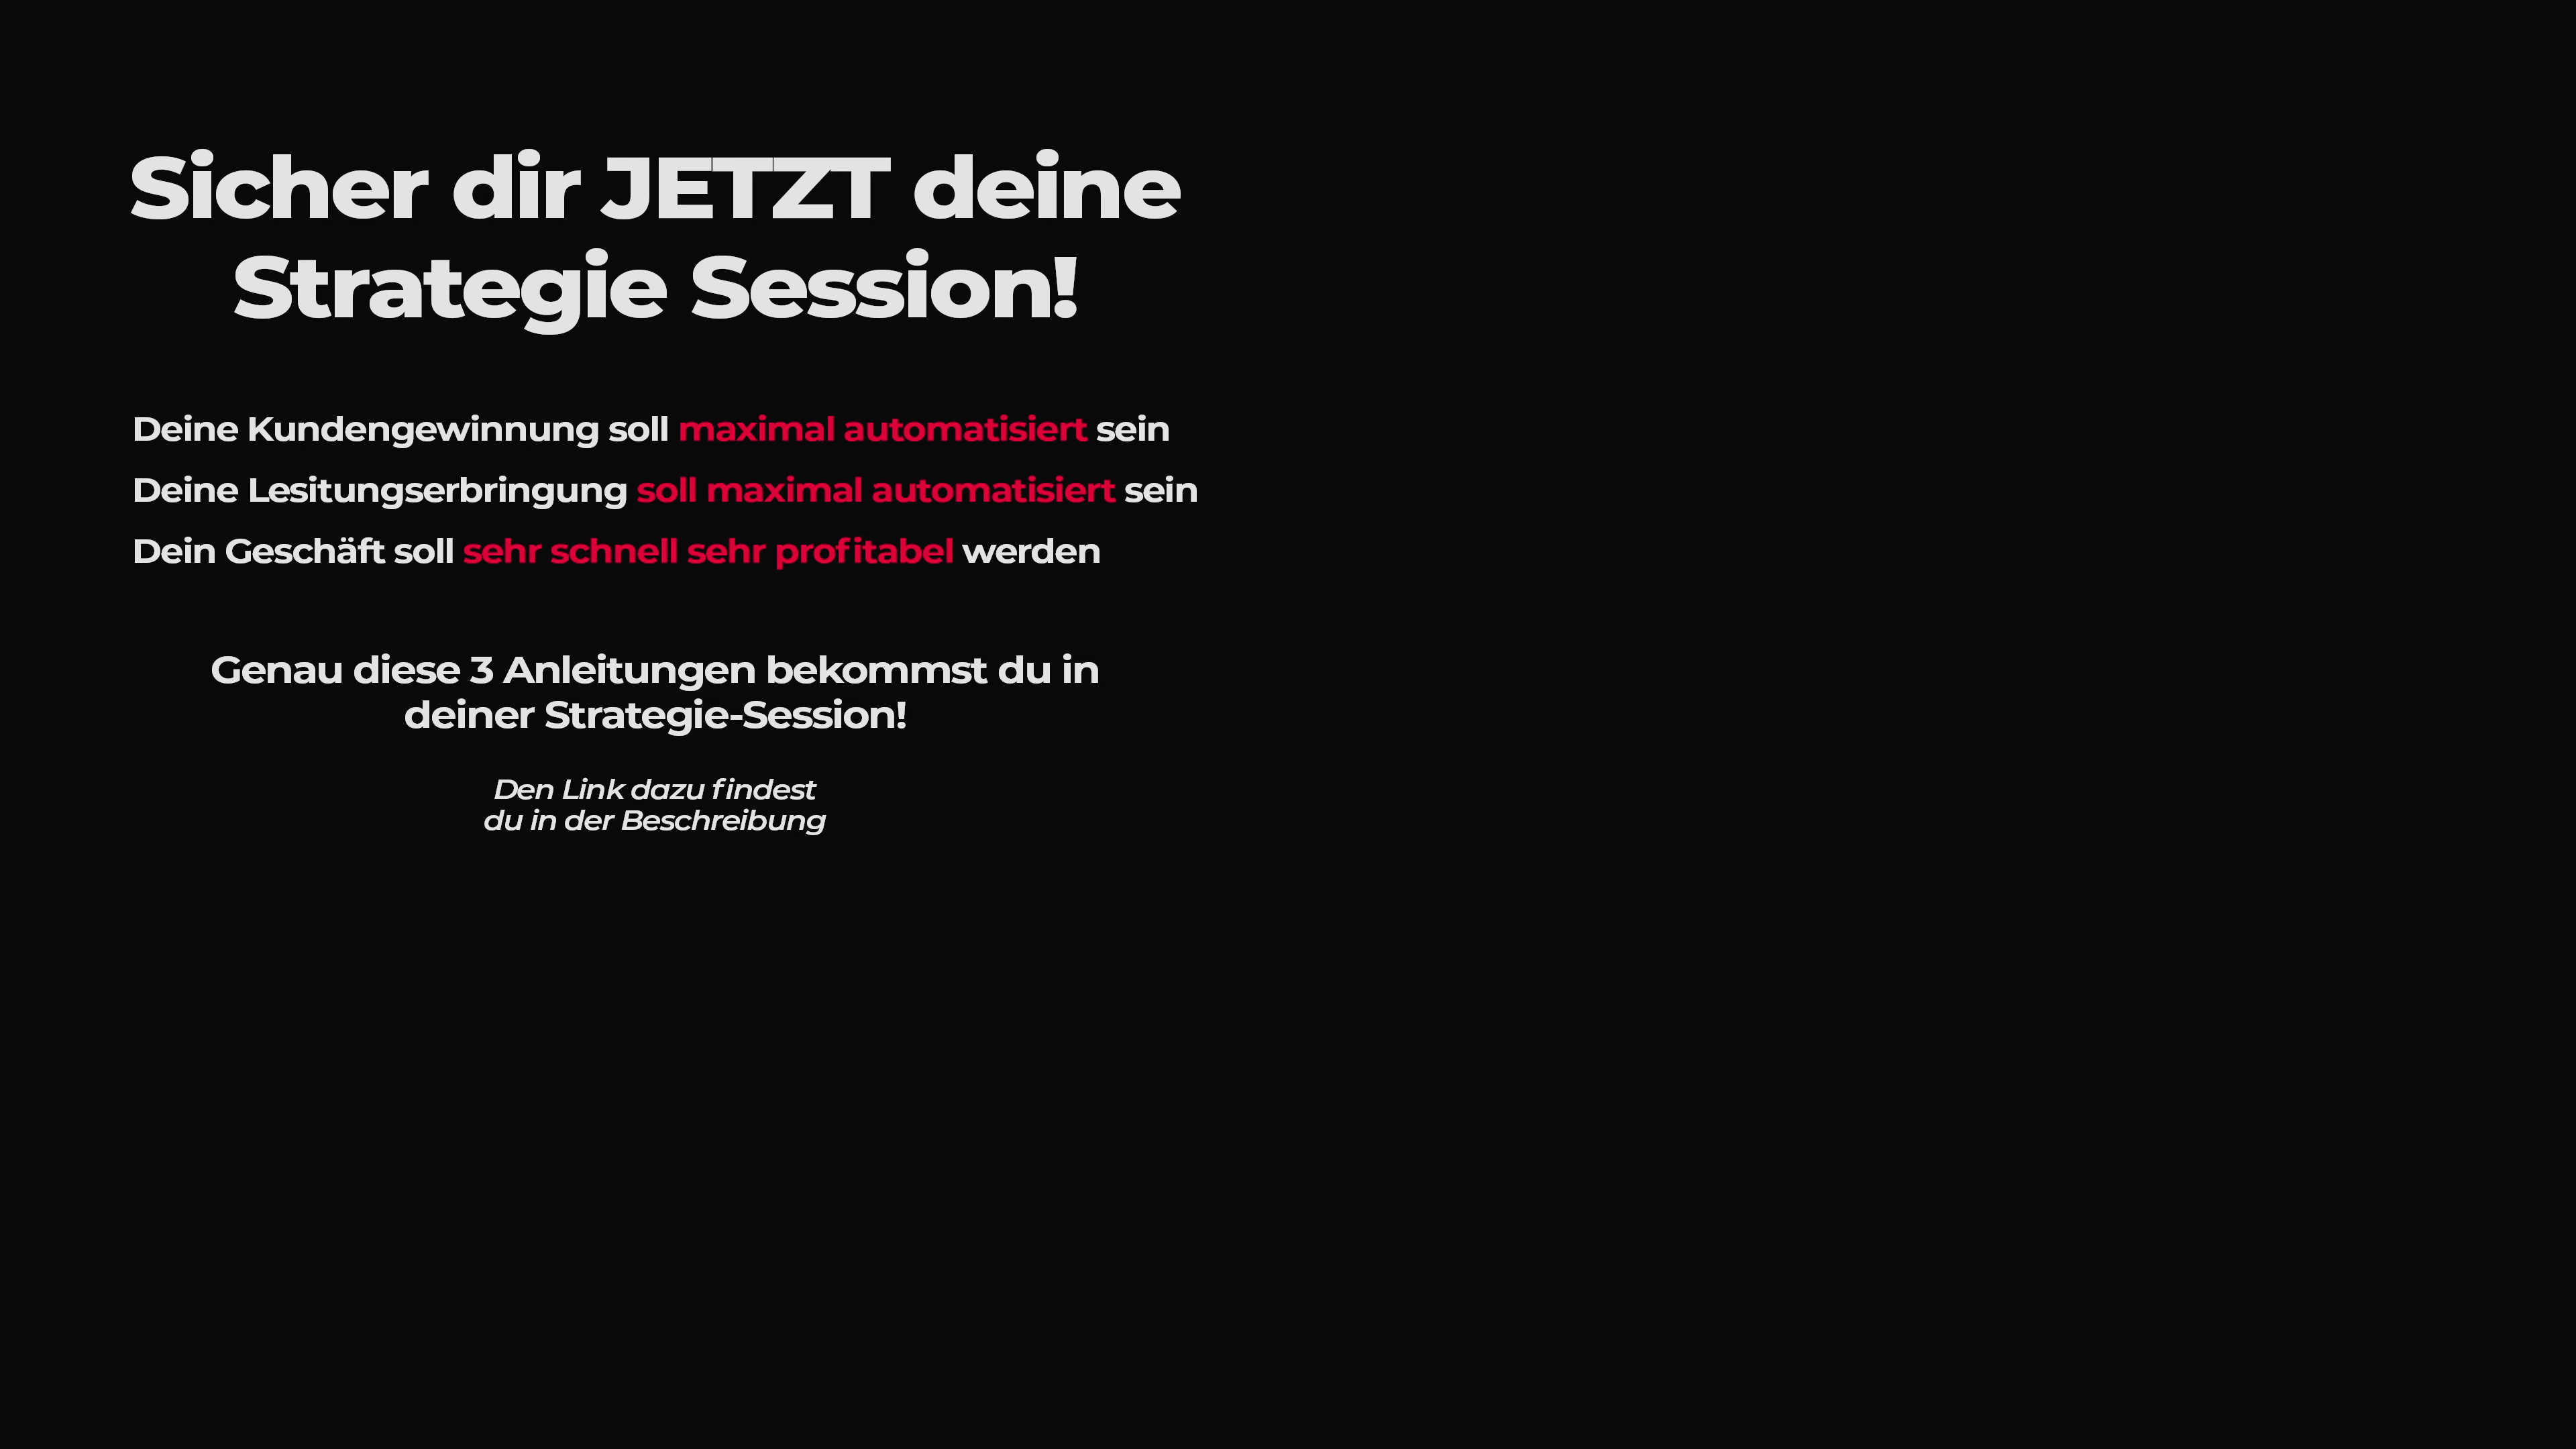 Sicher dir JETZT deine
Strategie Session!
Deine Kundengewinnung soll maximal automatisiert sein
Deine Lesitungserbringung soll maximal automatisiert sein
Dein Geschäft soll sehr schnell sehr profitabel werden
Genau diese 3 Anleitungen bekommst du in
deiner Strategie-Session!
Den Link dazu findest
du in der Beschreibung